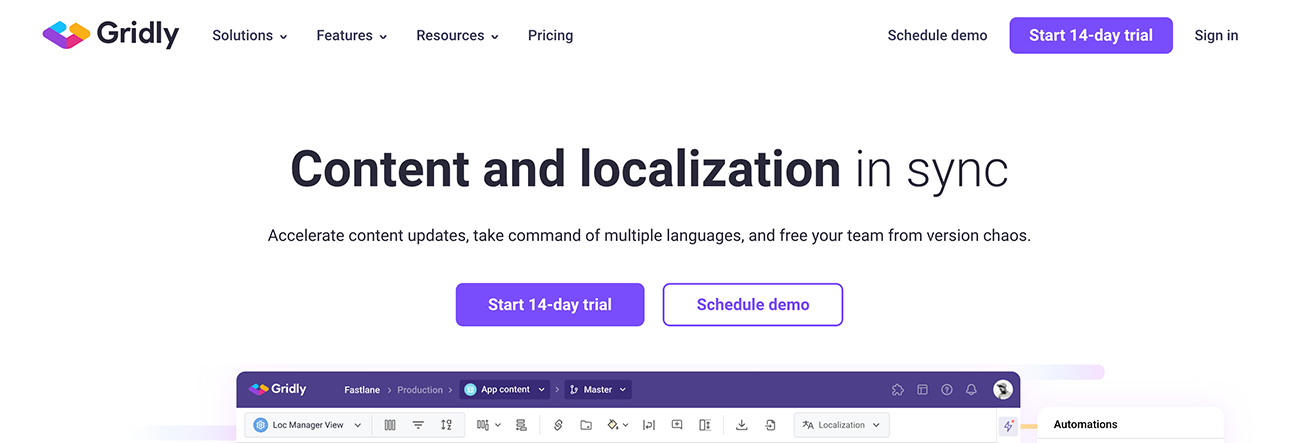 Gridly Solutions Features Resources Pricing Schedule demo Start 14-day trial Sign in
Content and localization in sync
Accelerate content updates, take command of multiple languages, and free your team from version chaos.
Start 14-day trial Schedule demo
Gridly Fastlane > Production > App content > Master
Loc Manager View Localization
Automations